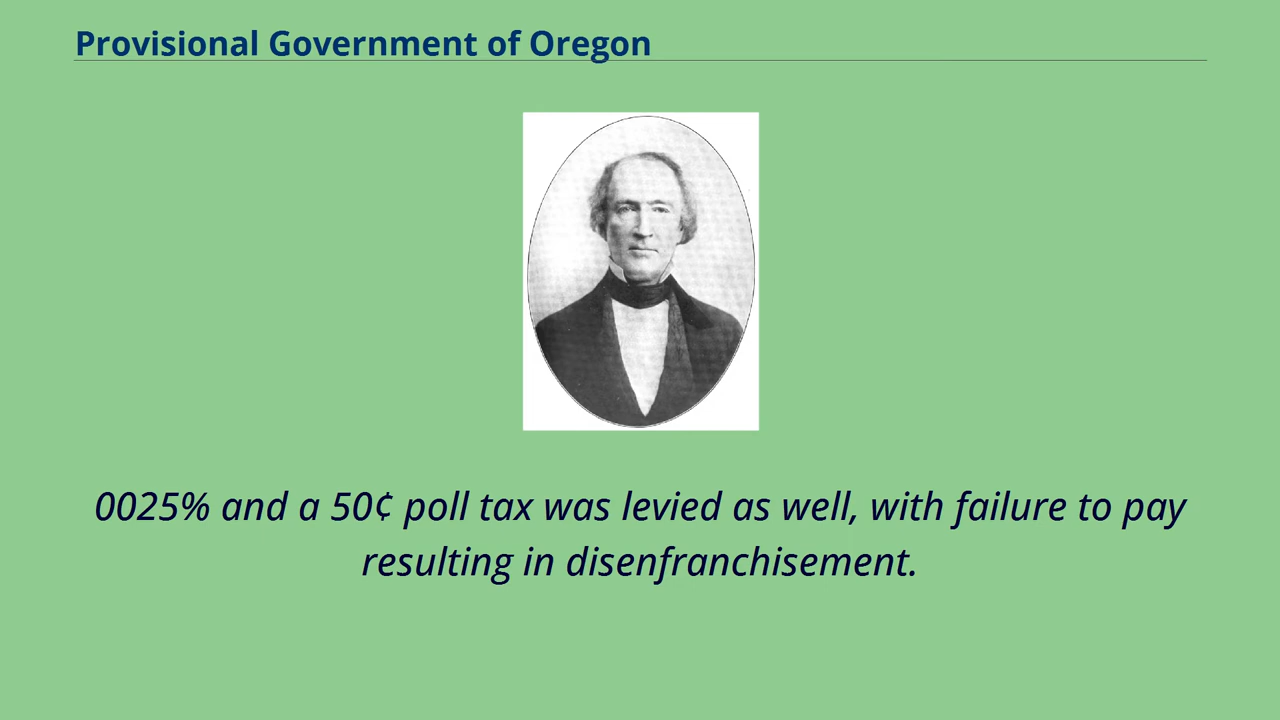 Provisional Government of Oregon
0025% and a 50¢ poll tax was levied as well, with failure to pay
resulting in disenfranchisement.